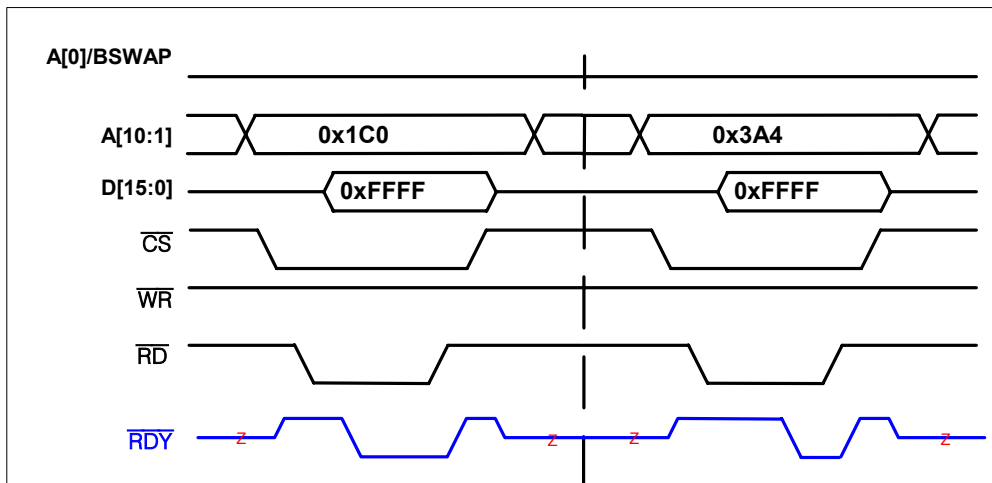 A[0]/BSWAP
A[10:1] 0x1C0 0x3A4
D[15:0] 0xFFFF 0xFFFF
CS
WR
RD
RDY Z Z Z Z